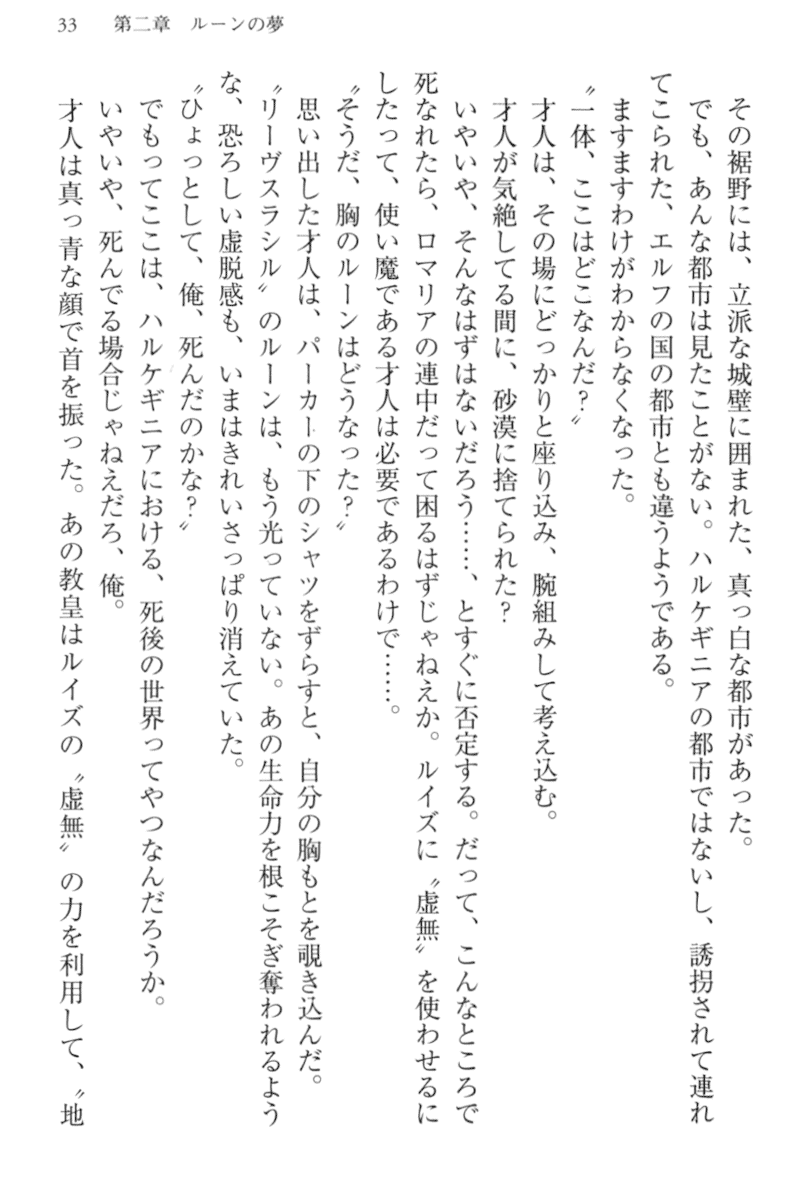 33　第二章　ルーンの夢
その裾野には、立派な城壁に囲まれた、真っ白な都市があった。
でも、あんな都市は見たことがない。ハルケギニアの都市ではないし、誘拐されて連れ
てこられた、エルフの国の都市とも違うようである。
ますますわけがわからなくなった。
〝一体、ここはどこなんだ？〟
才人は、その場にどっかりと座り込み、腕組みして考え込む。
才人が気絶してる間に、砂漠に捨てられた？
いやいや、そんなはずはないだろう……、とすぐに否定する。だって、こんなところで
死なれたら、ロマリアの連中だって困るはずじゃねえか。ルイズに〝虚無〟を使わせるに
したって、使い魔である才人は必要であるわけで……。
〝そうだ、胸のルーンはどうなった？〟
思い出した才人は、パーカーの下のシャツをずらすと、自分の胸もとを覗き込んだ。
〝リーヴスラシル〟のルーンは、もう光っていない。あの生命力を根こそぎ奪われるよう
な、恐ろしい虚脱感も、いまはきれいさっぱり消えていた。
〝ひょっとして、俺、死んだのかな？〟
でもってここは、ハルケギニアにおける、死後の世界ってやつなんだろうか。
いやいや、死んでる場合じゃねえだろ、俺。
才人は真っ青な顔で首を振った。あの教皇はルイズの〝虚無〟の力を利用して、〝地